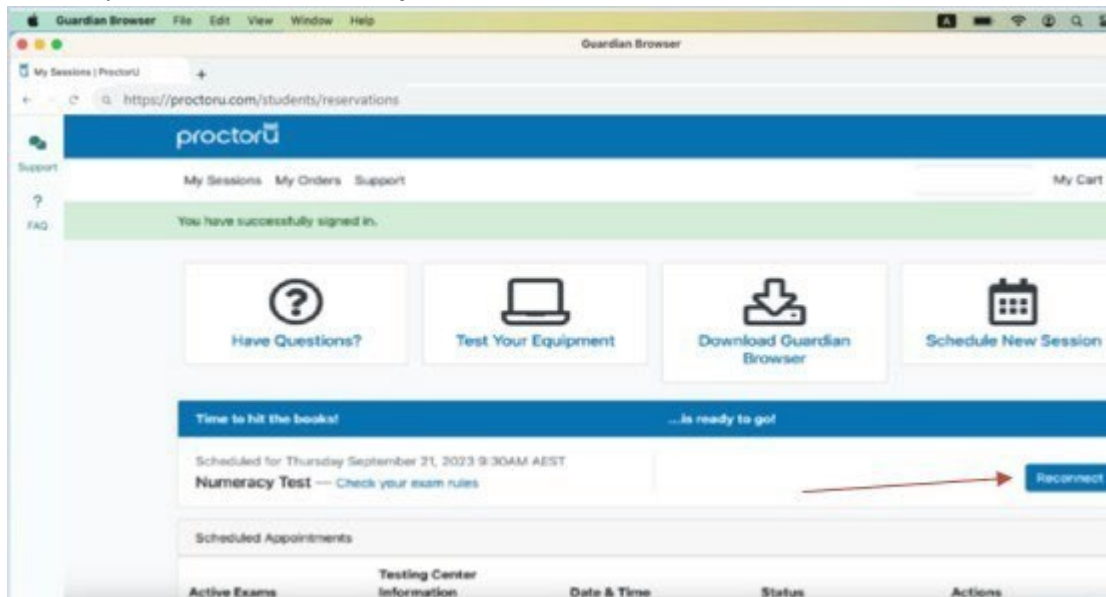 Guardian Browser File Edit View Window Help
Guardian Browser
My Sessions | ProctorU
https://proctoru.com/students/reservations
proctorU
Support
My Sessions My Orders Support My Cart
?
FAQ
You have successfully signed in.
Have Questions?
Test Your Equipment
Download Guardian
Browser
Schedule New Session
Time to hit the books! ...is ready to go!
Scheduled for Thursday September 21, 2023 9:30AM AEST
Numeracy Test — Check your exam rules
Reconnect
Scheduled Appointments
Active Exams
Testing Center
Information
Date & Time
Status
Actions